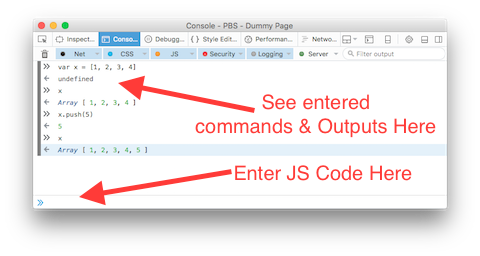 Console - PBS - Dummy Page
Inspect... Conso... Debugg... Style Edit... Performan... Network
Net CSS JS Security Logging Server Filter output
var x = [1, 2, 3, 4]
undefined
x
Array [ 1, 2, 3, 4 ]
x.push(5)
5
x
Array [ 1, 2, 3, 4, 5 ]
See entered
commands & Outputs Here
Enter JS Code Here